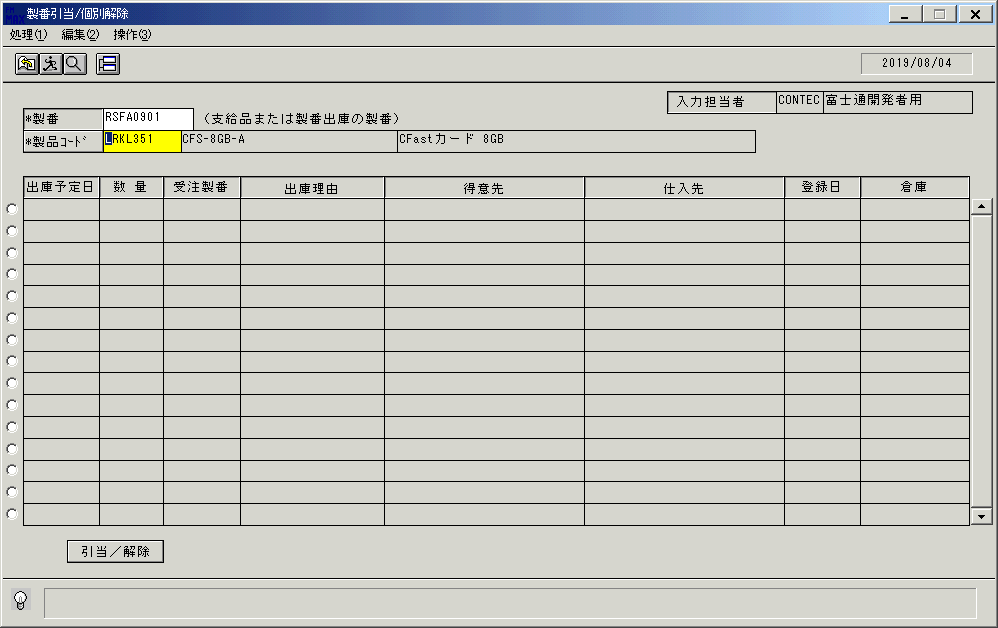 製番引当/個別解除
処理(1) 編集(2) 操作(3)
2019/08/04
入力担当者 CONTEC 富士通開発者用
*製番 RSFA0901 (支給品または製番出庫の製番)
*製品ｺｰﾄﾞ LRKL351 CFS-8GB-A CFastカード 8GB
出庫予定日 数 量 受注製番 出庫理由 得意先 仕入先 登録日 倉庫
引当／解除